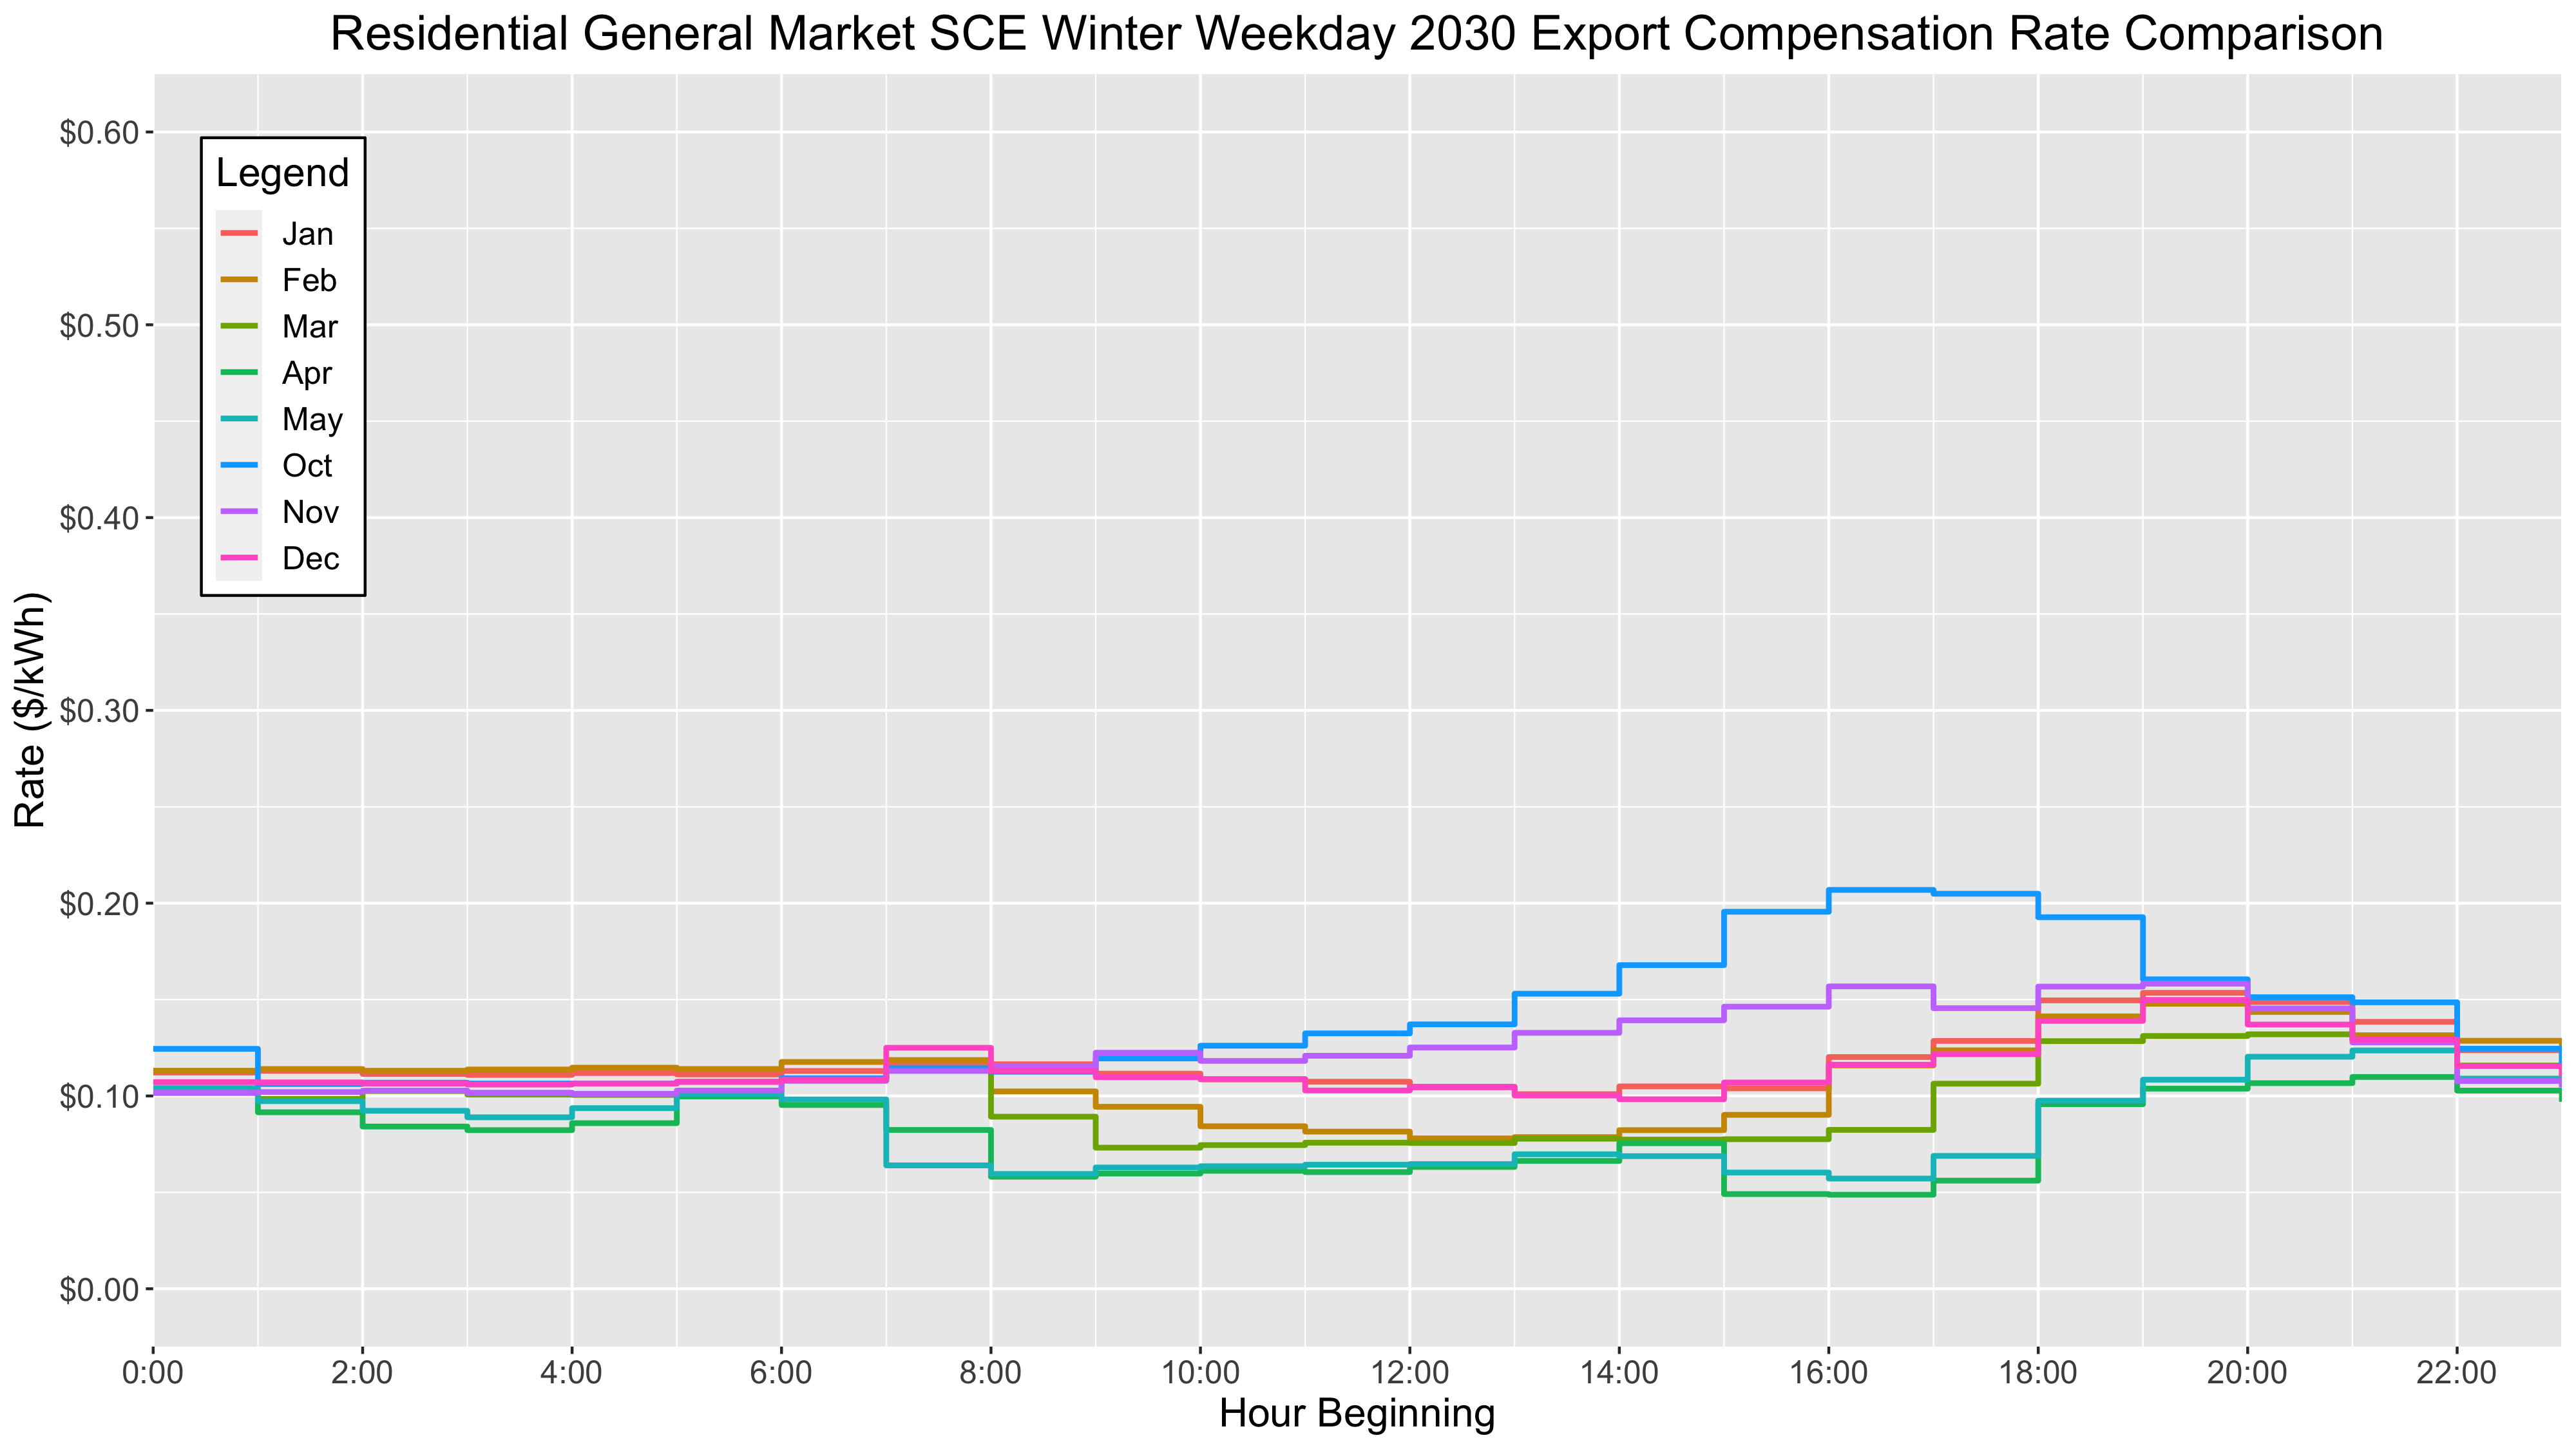 Residential General Market SCE Winter Weekday 2030 Export Compensation Rate Comparison
Rate ($/kWh)
$0.60
$0.50
$0.40
$0.30
$0.20
$0.10
$0.00
Legend
Jan
Feb
Mar
Apr
May
Oct
Nov
Dec
0:00 2:00 4:00 6:00 8:00 10:00 12:00 14:00 16:00 18:00 20:00 22:00
Hour Beginning